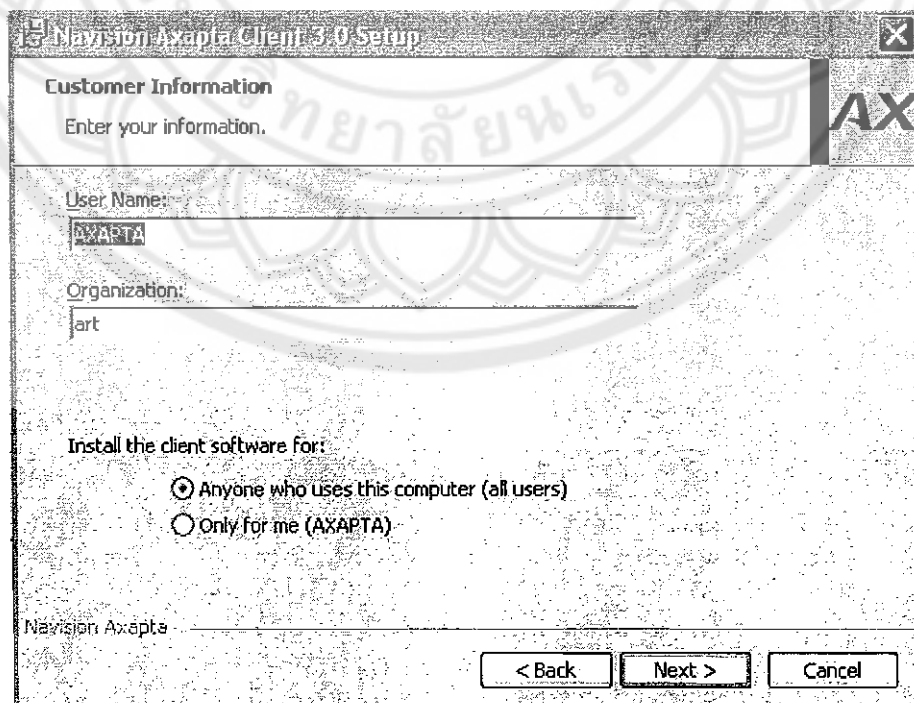 Navision Axapta Client 3.0 Setup
Customer Information
Enter your information.
AX
User Name:
AXAPTA
Organization:
art
Install the client software for:
Anyone who uses this computer (all users)
Only for me (AXAPTA)
Navision Axapta
< Back
Next >
Cancel